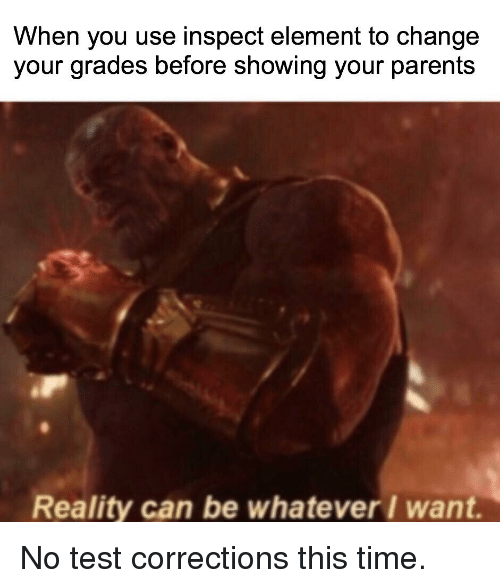 When you use inspect element to change
your grades before showing your parents
Reality can be whatever I want.
No test corrections this time.